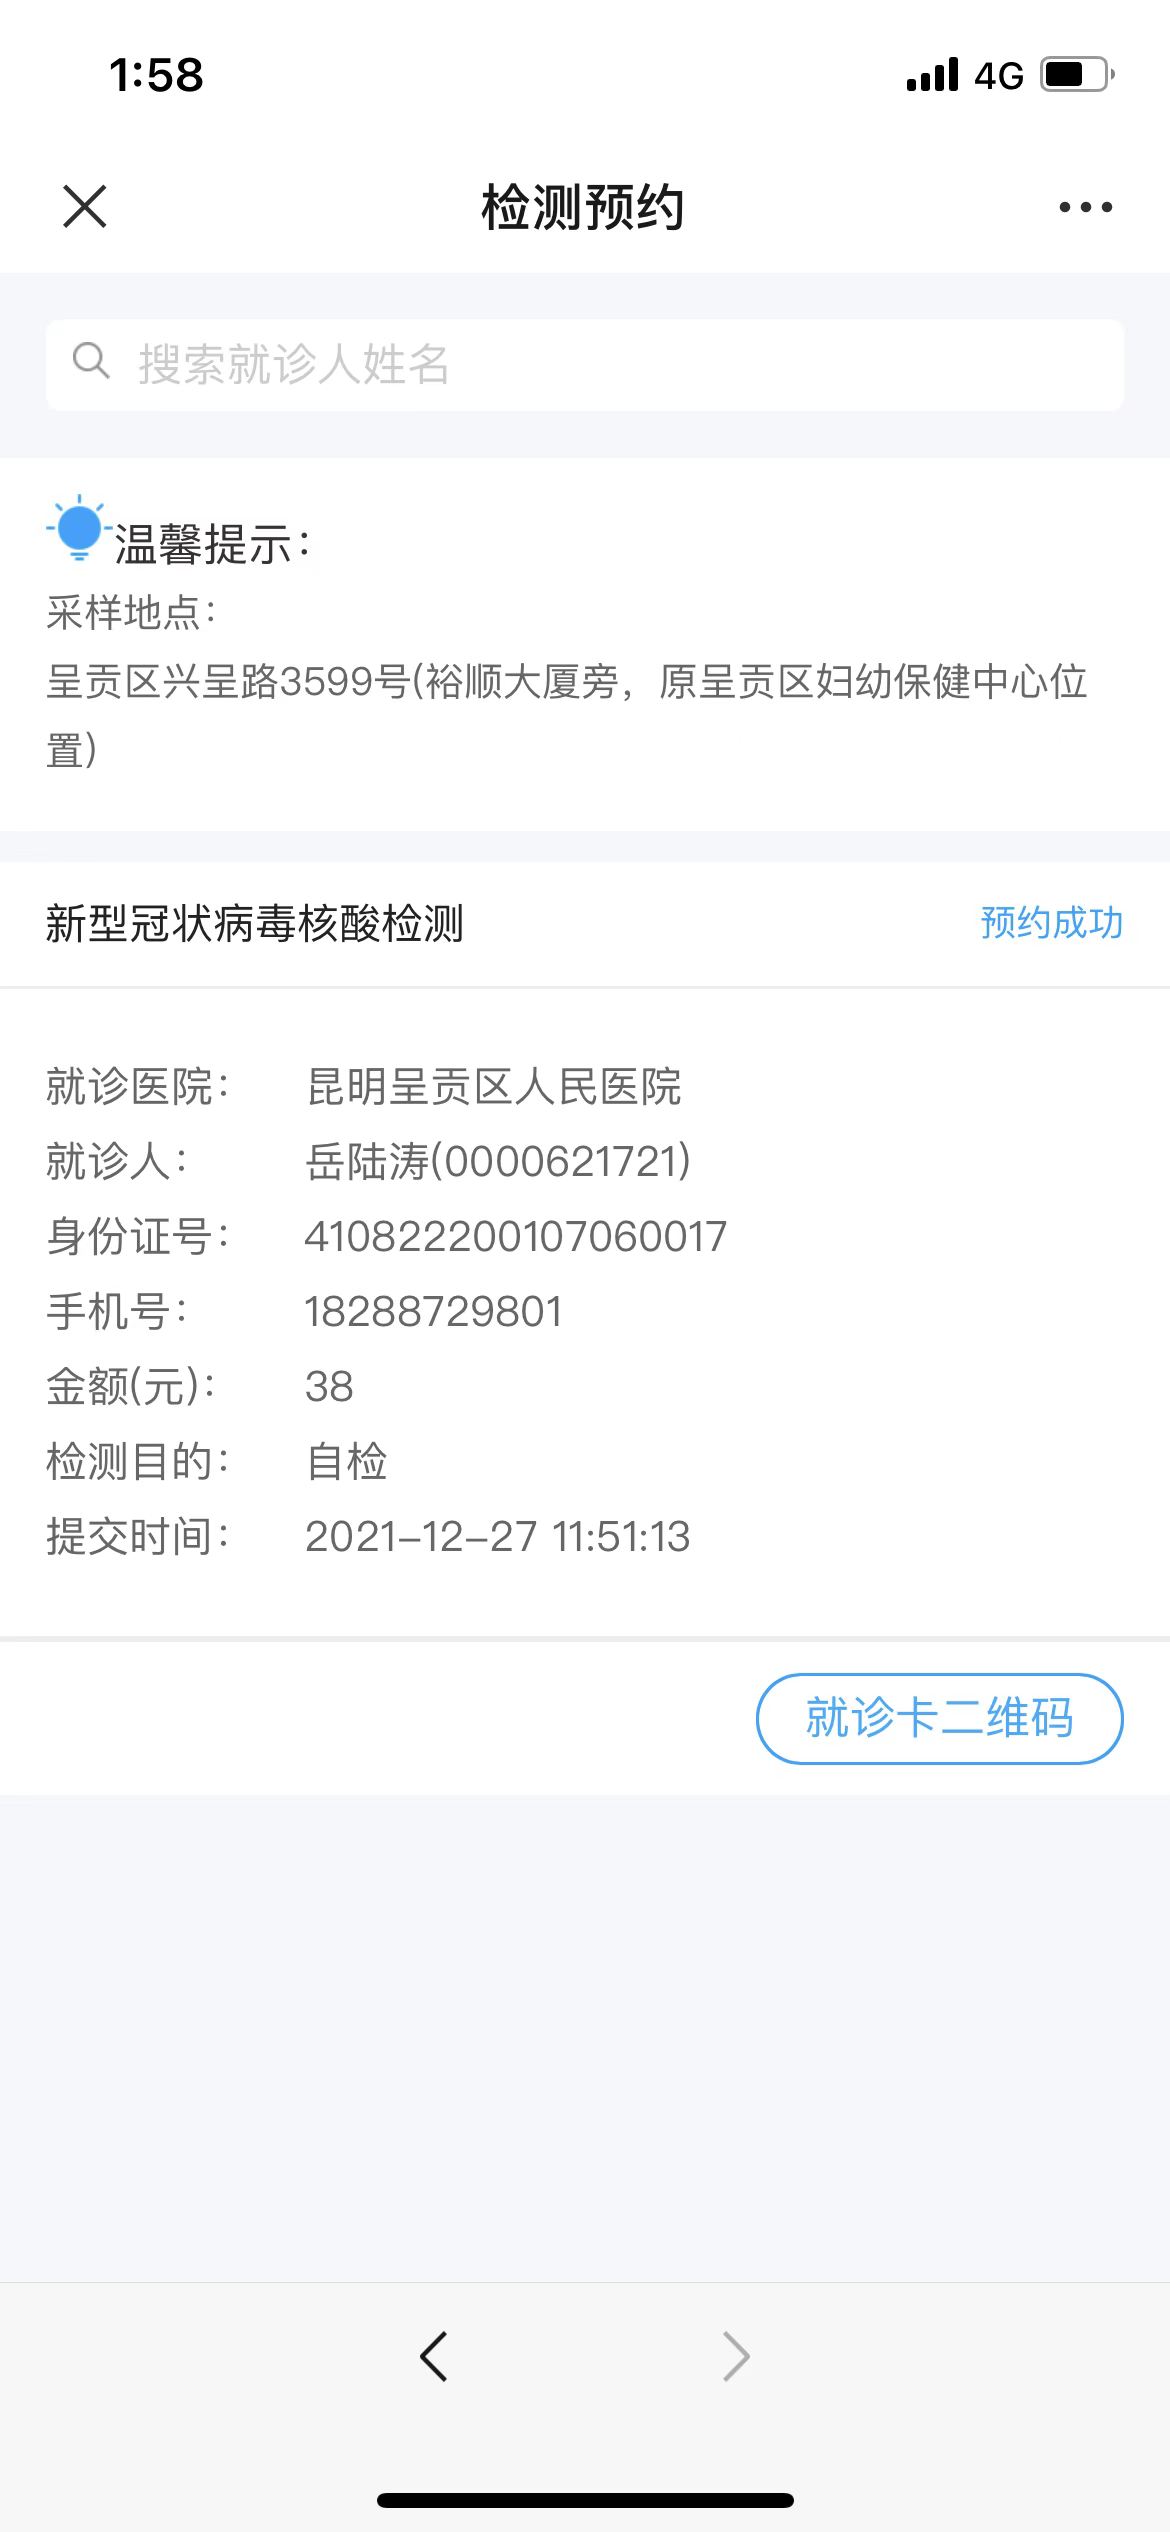 1:58
4G
检测预约
搜索就诊人姓名
温馨提示：
采样地点：
呈贡区兴呈路3599号(裕顺大厦旁，原呈贡区妇幼保健中心位
置)
新型冠状病毒核酸检测 预约成功
就诊医院： 昆明呈贡区人民医院
就诊人： 岳陆涛(0000621721)
身份证号： 410822200107060017
手机号： 18288729801
金额(元)： 38
检测目的： 自检
提交时间： 2021-12-27 11:51:13
就诊卡二维码